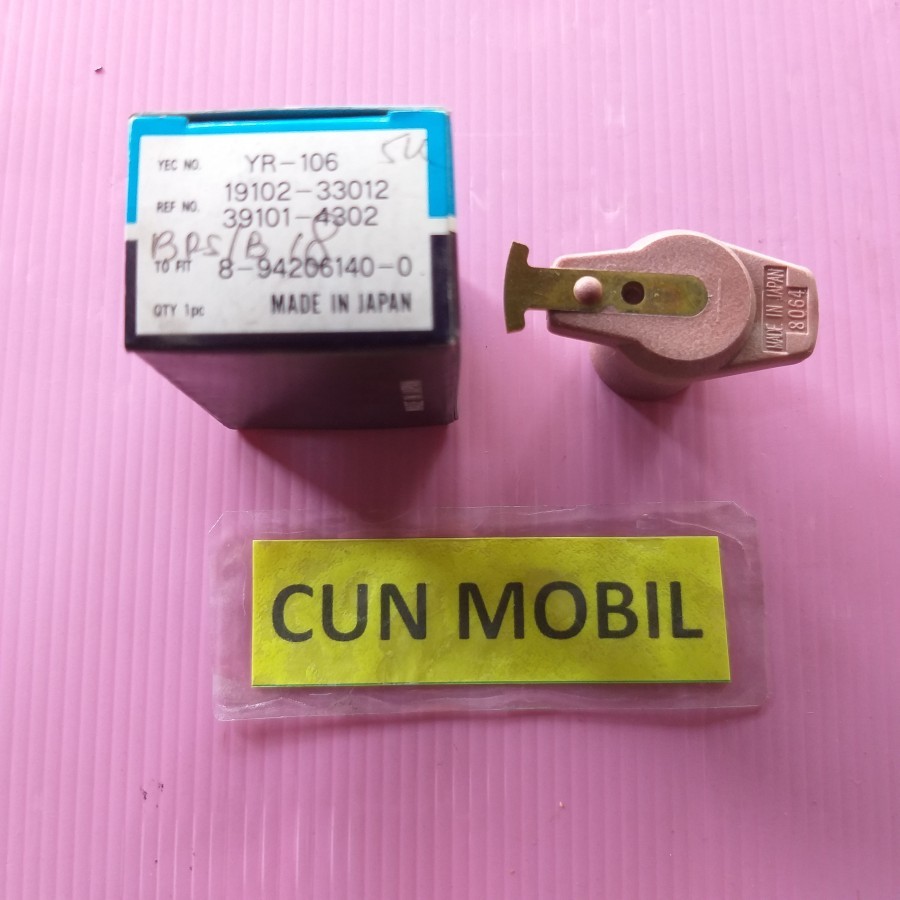 YEC NO. YR-106
19102-33012
REF NO.
39101-4302
TO FIT 8-94206140-0
QTY 1pc MADE IN JAPAN
MADE IN JAPAN
8064
CUN MOBIL